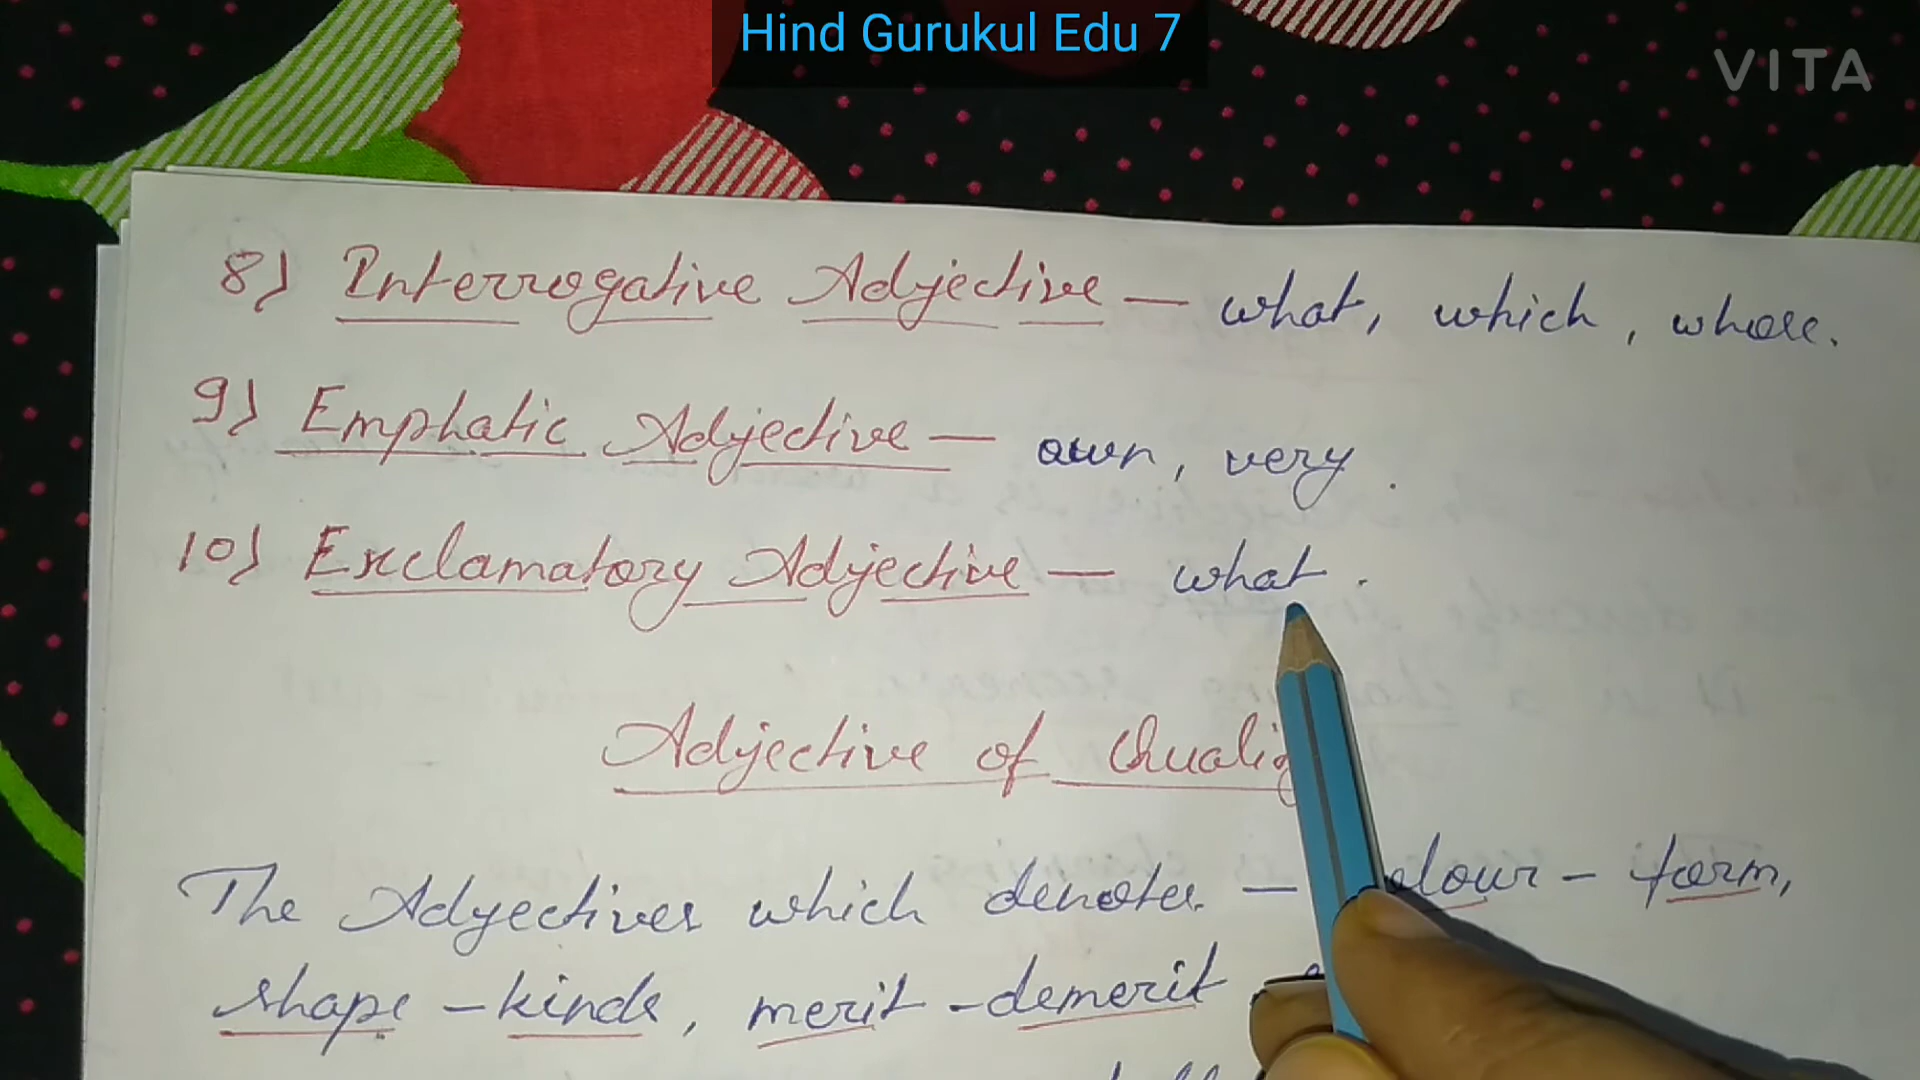 Hind Gurukul Edu 7
VITA
8) Interrogative Adjective — what, which, whose.
9) Emphatic Adjective — own, very.
10) Exclamatory Adjective — what.
Adjective of
The Adjectives which denotes — form,
shape - kinds, merit - demerit